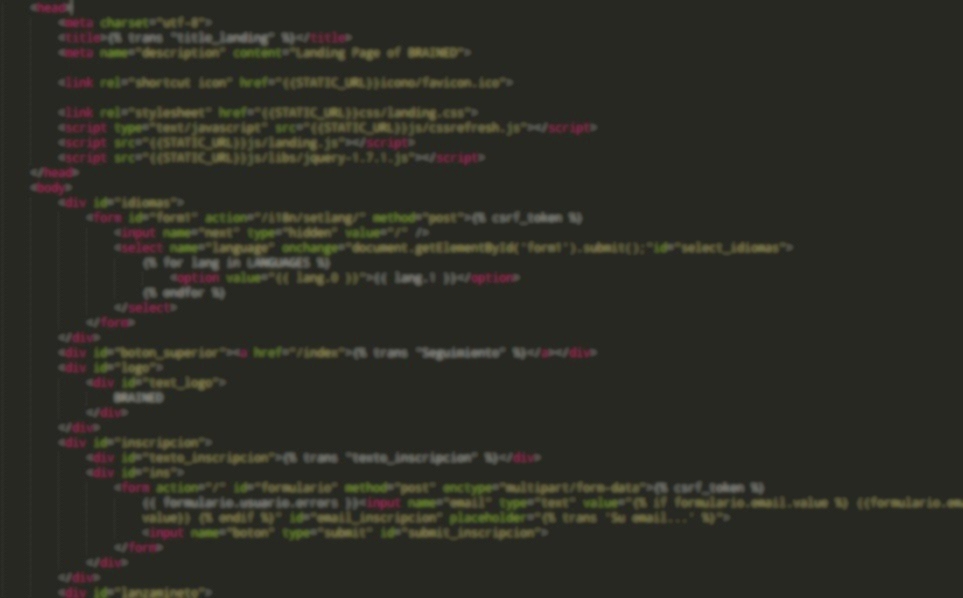 <head>
<meta charset="utf-8">
<title>{% trans "title_landing" %}</title>
<meta name="description" content="Landing Page of BRAINED">
<link rel="shortcut icon" href="{{STATIC_URL}}icono/favicon.ico">
<link rel="stylesheet" href="{{STATIC_URL}}css/landing.css">
<script type="text/javascript" src="{{STATIC_URL}}js/cssrefresh.js"></script>
<script src="{{STATIC_URL}}js/landing.js"></script>
<script src="{{STATIC_URL}}js/libs/jquery-1.7.1.js"></script>
</head>
<body>
<div id="idiomas">
<form id="form1" action="/i18n/setlang/" method="post">{% csrf_token %}
<input name="next" type="hidden" value="/" />
<select name="language" onchange="document.getElementById('form1').submit();"id="select_idiomas">
{% for lang in LANGUAGES %}
<option value="{{ lang.0 }}">{{ lang.1 }}</option>
{% endfor %}
</select>
</form>
</div>
<div id="boton_superior"><a href="/index">{% trans "Seguimiento" %}</a></div>
<div id="logo">
<div id="text_logo">
BRAINED
</div>
</div>
<div id="inscripcion">
<div id="texto_inscripcion">{% trans "texto_inscripcion" %}</div>
<div id="ins">
<form action="/" id="formulario" method="post" enctype="multipart/form-data">{% csrf_token %}
{{ formulario.usuario.errors }}<input name="email" type="text" value="{% if formulario.email.value %} {{formulario.em
value}} {% endif %}" id="email_inscripcion" placeholder="{% trans 'Su email...' %}">
<input name="boton" type="submit" id="submit_inscripcion">
</form>
</div>
</div>
<div id="lanzamineto">